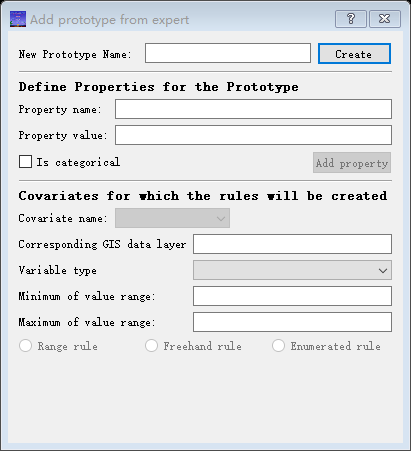 Add prototype from expert
New Prototype Name: Create
Define Properties for the Prototype
Property name:
Property value:
Is categorical Add property
Covariates for which the rules will be created
Covariate name:
Corresponding GIS data layer
Variable type
Minimum of value range:
Maximum of value range:
Range rule Freehand rule Enumerated rule